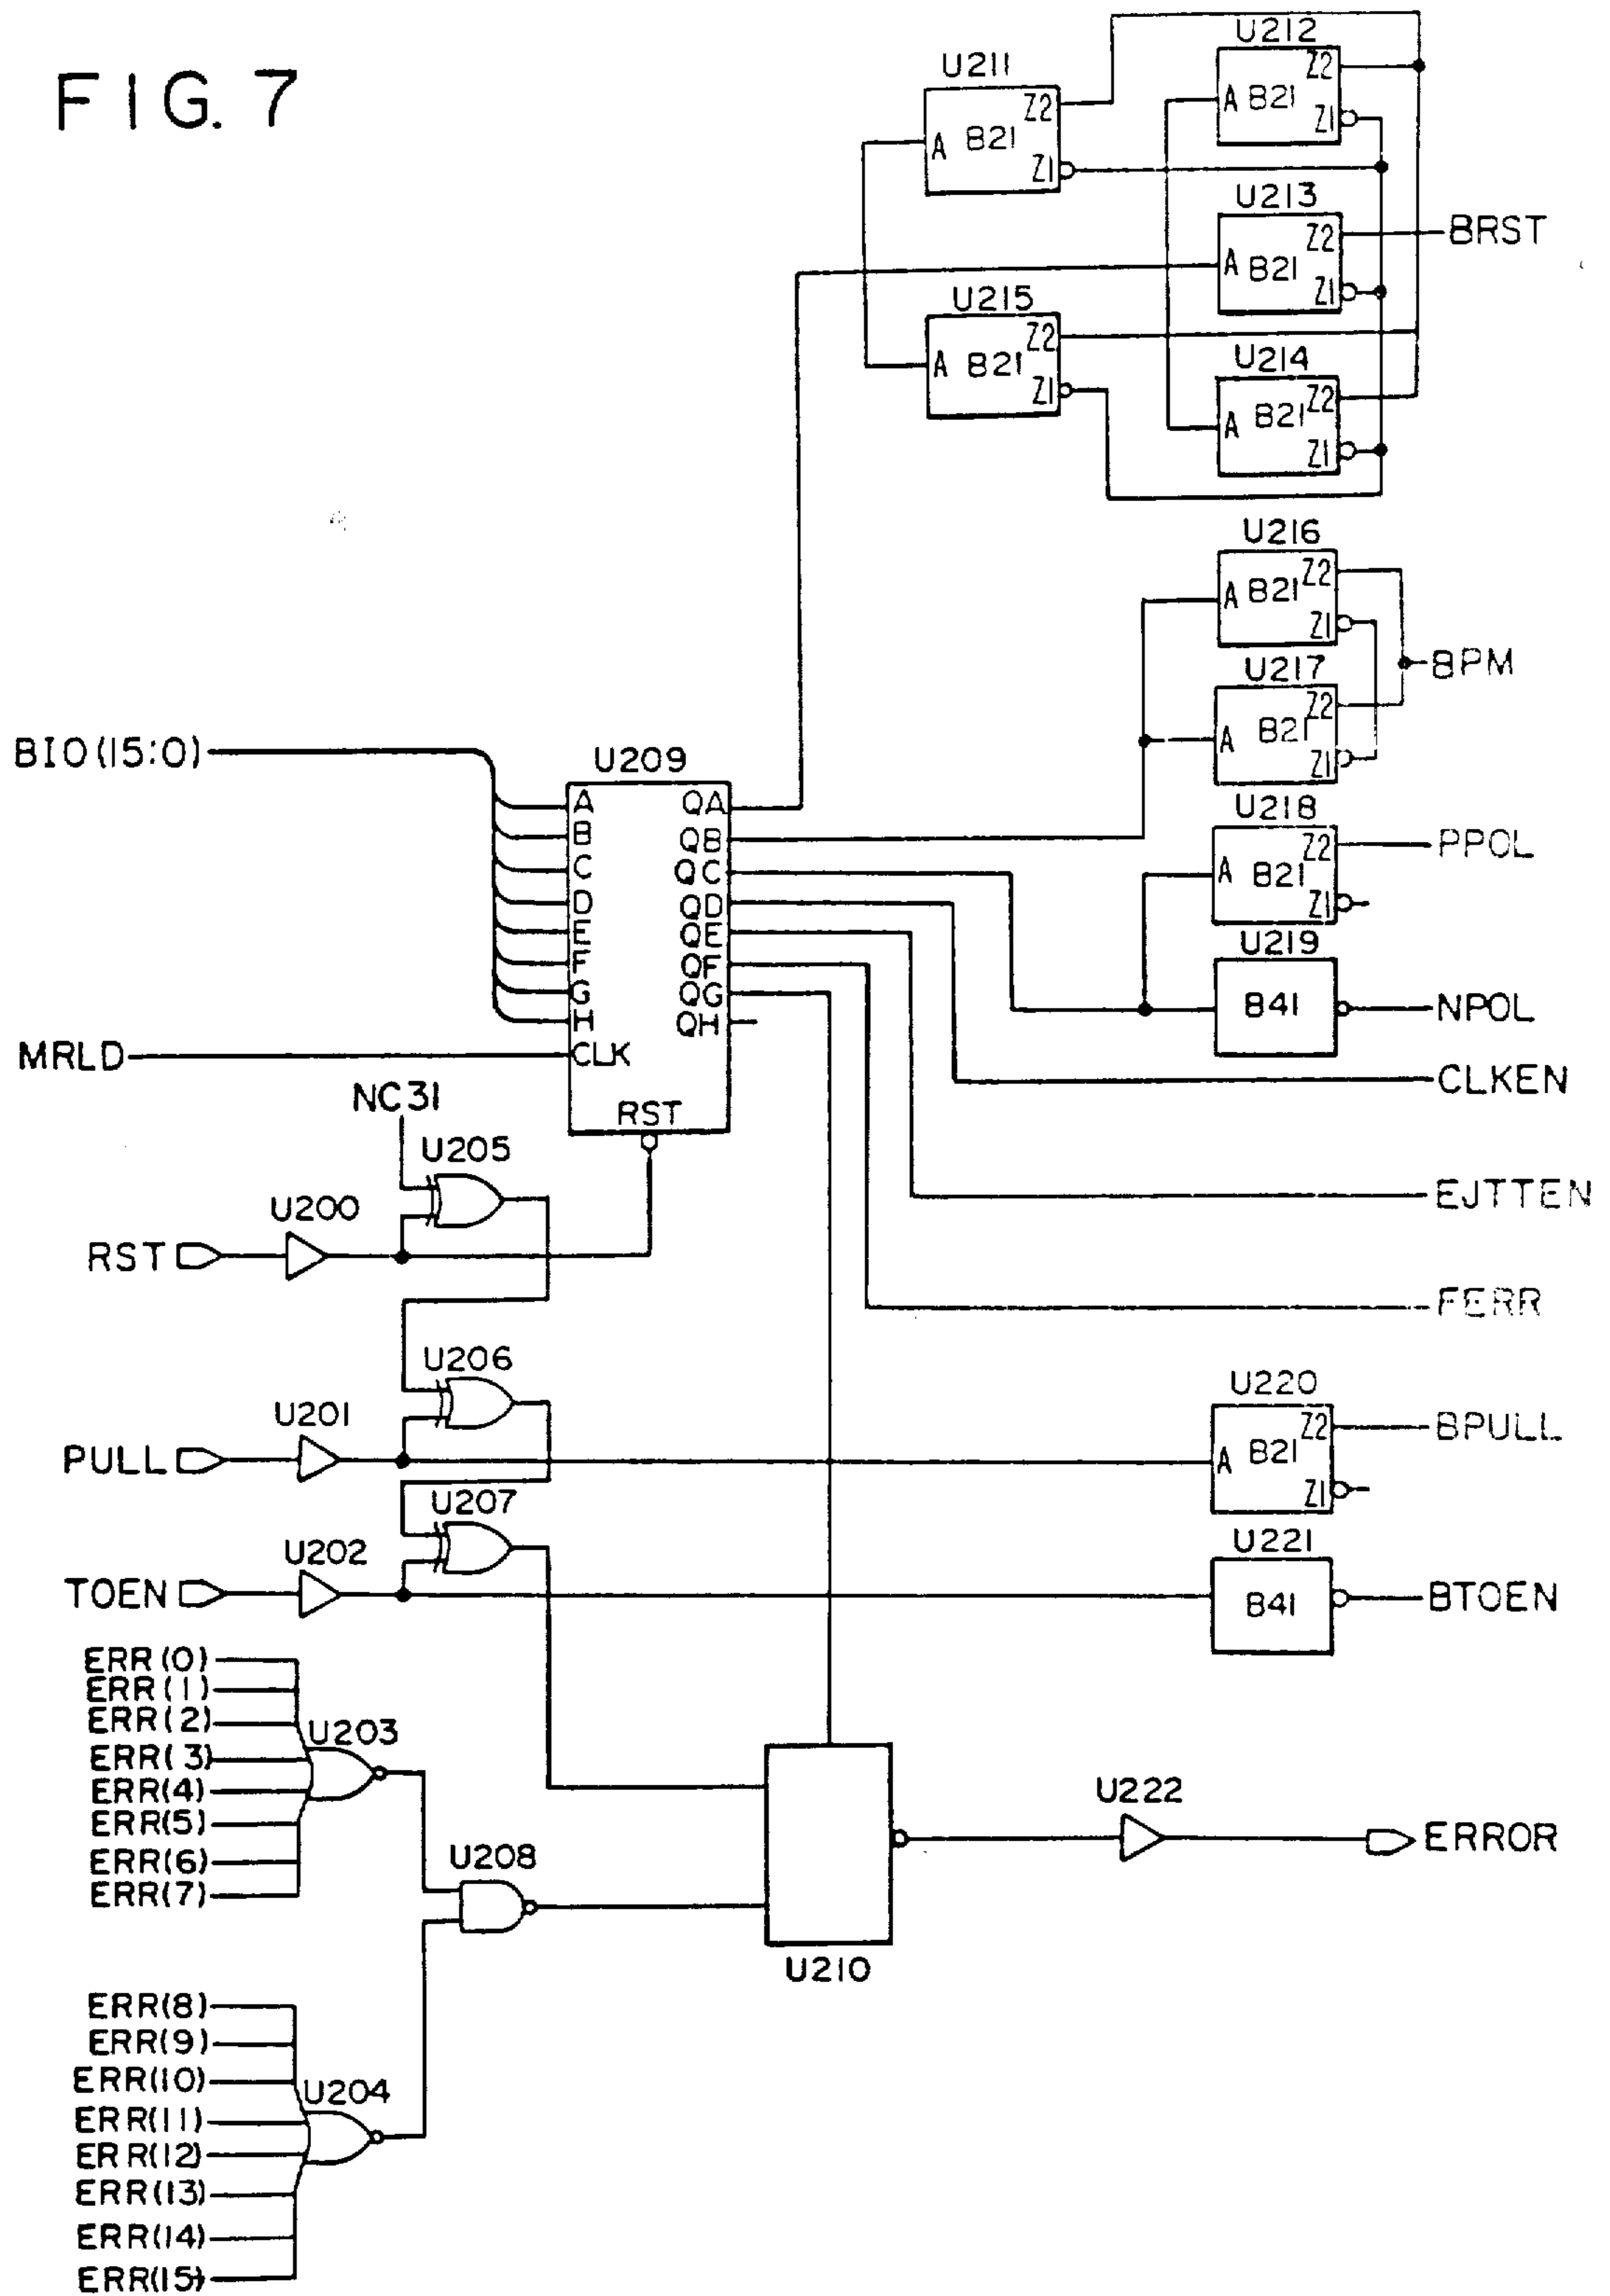 FIG. 7
U211
A B21 Z2
Z1
U212
A B21 Z2
Z1
U213
A B21 Z2
Z1
BRST
U215
A B21 Z2
Z1
U214
A B21 Z2
Z1
U216
A B21 Z2
Z1
BPM
U217
A B21 Z2
Z1
U218
A B21 Z2
Z1
PPOL
U219
B41
NPOL
BIO(15:0)
U209
A QA
B QB
C QC
D QD
E QE
F QF
G QG
H QH
MRLD
CLK
RST
CLKEN
EJTTEN
FERR
NC31
U205
U200
RST
U206
U201
PULL
U220
A B21 Z2
Z1
BPULL
U207
U202
TOEN
U221
B41
BTOEN
ERR(0)
ERR(1)
ERR(2)
ERR(3)
ERR(4)
ERR(5)
ERR(6)
ERR(7)
U203
U208
U210
U222
ERROR
ERR(8)
ERR(9)
ERR(10)
ERR(11)
ERR(12)
ERR(13)
ERR(14)
ERR(15)
U204